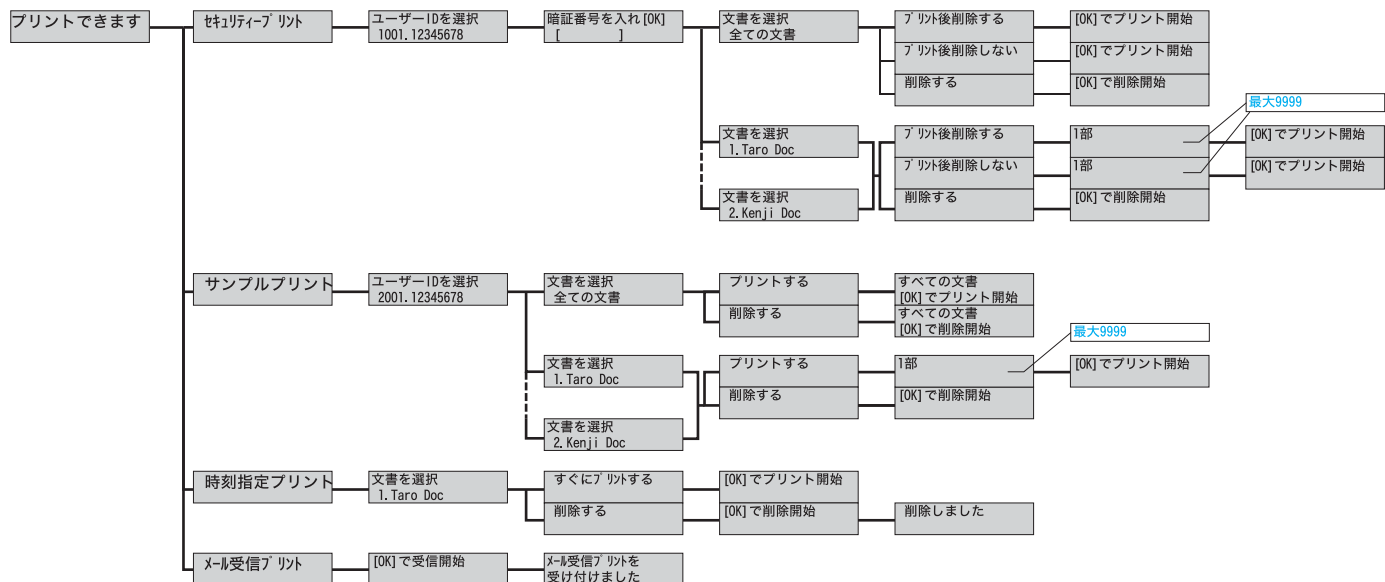 プリントできます
セキュリティープリント
ユーザーIDを選択
1001.12345678
暗証番号を入れ[OK]
[ ]
文書を選択
全ての文書
プリント後削除する
[OK]でプリント開始
プリント後削除しない
[OK]でプリント開始
削除する
[OK]で削除開始
最大9999
文書を選択
1.Taro Doc
プリント後削除する
1部
[OK]でプリント開始
プリント後削除しない
1部
[OK]でプリント開始
文書を選択
2.Kenji Doc
削除する
[OK]で削除開始
サンプルプリント
ユーザーIDを選択
2001.12345678
文書を選択
全ての文書
プリントする
すべての文書
[OK]でプリント開始
削除する
すべての文書
[OK]で削除開始
最大9999
文書を選択
1.Taro Doc
プリントする
1部
[OK]でプリント開始
削除する
[OK]で削除開始
文書を選択
2.Kenji Doc
時刻指定プリント
文書を選択
1.Taro Doc
すぐにプリントする
[OK]でプリント開始
削除する
[OK]で削除開始
削除しました
メール受信プリント
[OK]で受信開始
メール受信プリントを
受け付けました